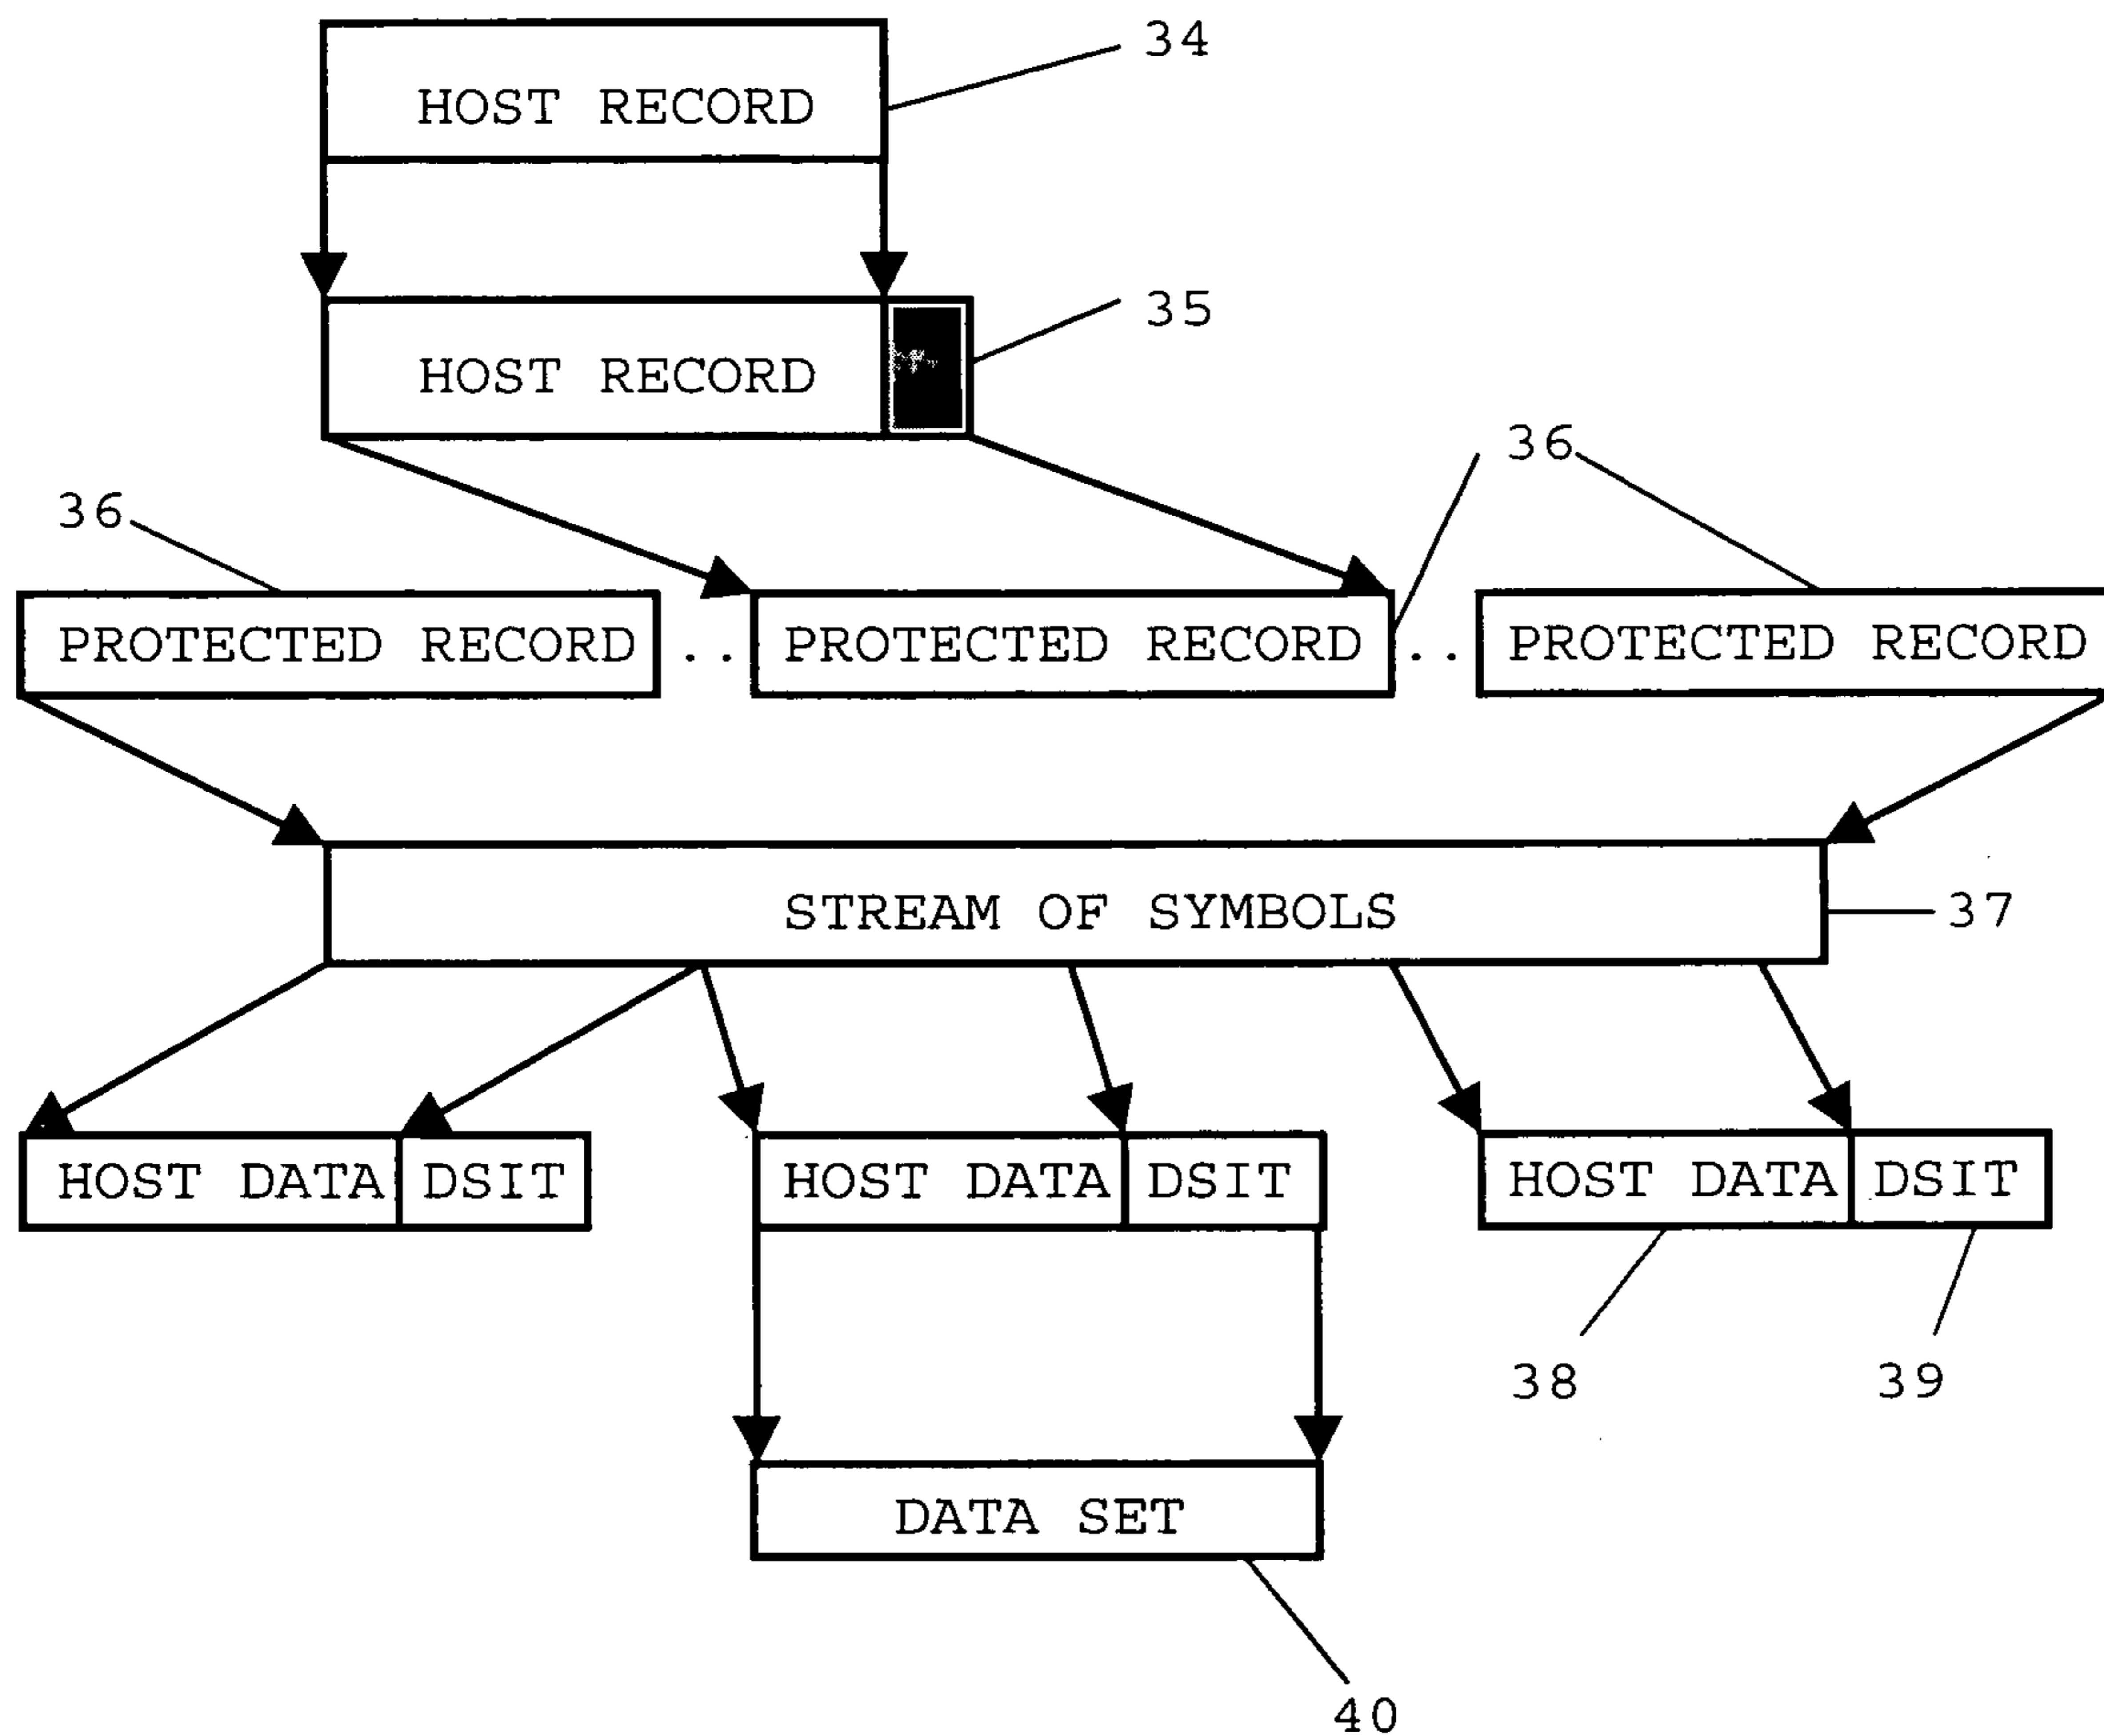 34
HOST RECORD
35
HOST RECORD
36
36
PROTECTED RECORD .. PROTECTED RECORD .. PROTECTED RECORD
STREAM OF SYMBOLS
37
HOST DATA DSIT HOST DATA DSIT HOST DATA DSIT
38 39
DATA SET
40